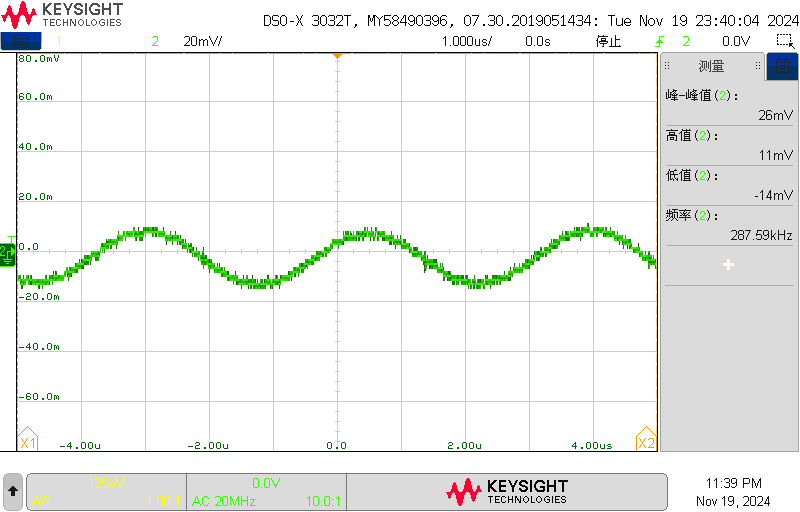 KEYSIGHT
TECHNOLOGIES
DSO-X 3032T, MY58490396, 07.30.2019051434: Tue Nov 19 23:40:04 2024
1 2 20mV/ 1.000us/ 0.0s 停止 2 0.0V
80.0mV
60.0m
40.0m
20.0m
0.0
-20.0m
-40.0m
-60.0m
2
T
X1 -4.00u -2.00u 0.0 2.00u 4.00us X2
测量
峰-峰值(2):
26mV
高值(2):
11mV
低值(2):
-14mV
频率(2):
287.59kHz
0.0V
AC
AC 20MHz 10.0:1
KEYSIGHT
TECHNOLOGIES
11:39 PM
Nov 19, 2024